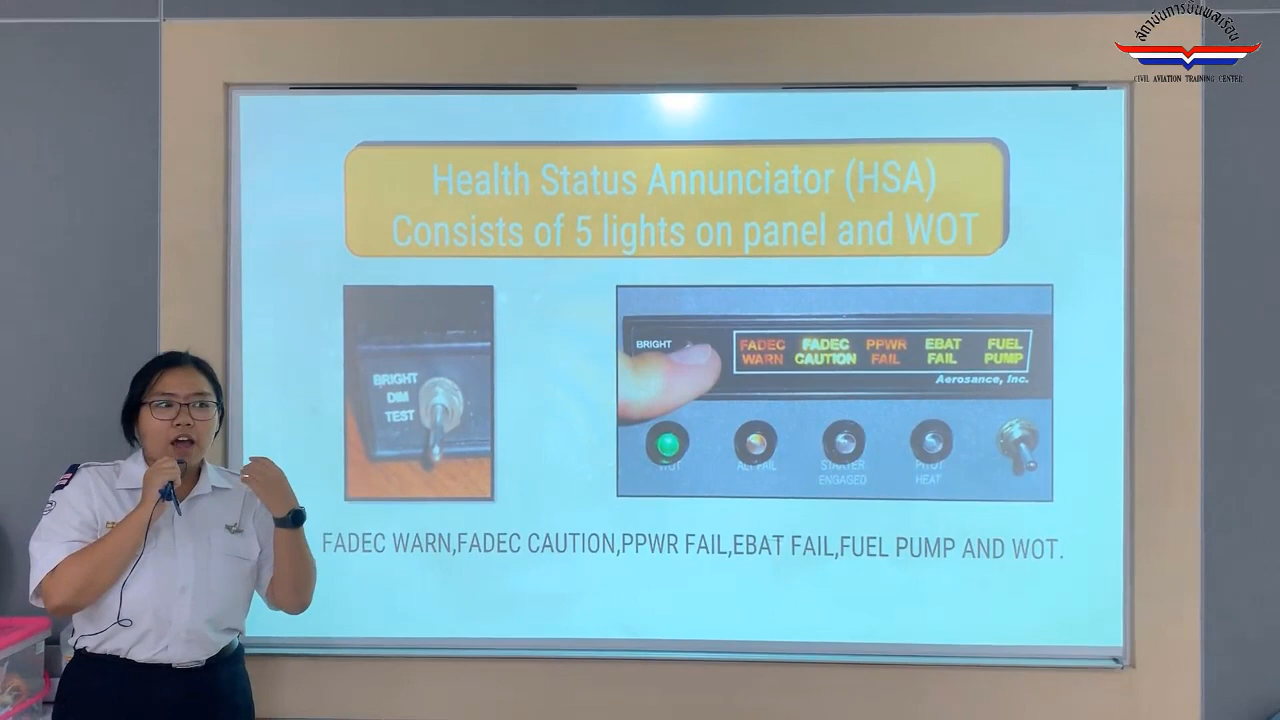 สถาบันการบินพลเรือน
CIVIL AVIATION TRAINING CENTER
Health Status Annunciator (HSA)
Consists of 5 lights on panel and WOT
BRIGHT
DIM
TEST
BRIGHT
FADEC WARN
FADEC CAUTION
PPWR FAIL
EBAT FAIL
FUEL PUMP
Aerosance, Inc.
WOT
ALT FAIL
STARTER ENGAGED
PITOT HEAT
FADEC WARN,FADEC CAUTION,PPWR FAIL,EBAT FAIL,FUEL PUMP AND WOT.